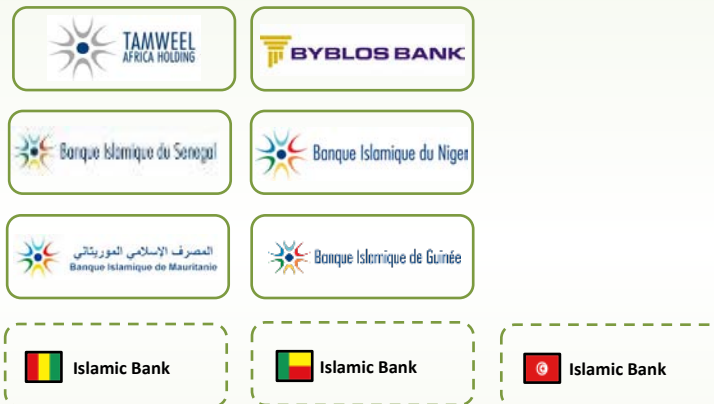 TAMWEEL
AFRICA HOLDING
BYBLOS BANK
Banque Islamique du Senegal
Banque Islamique du Niger
المصرف الإسلامي الموريتاني
Banque Islamique de Mauritanie
Banque Islamique de Guinée
Islamic Bank
Islamic Bank
Islamic Bank